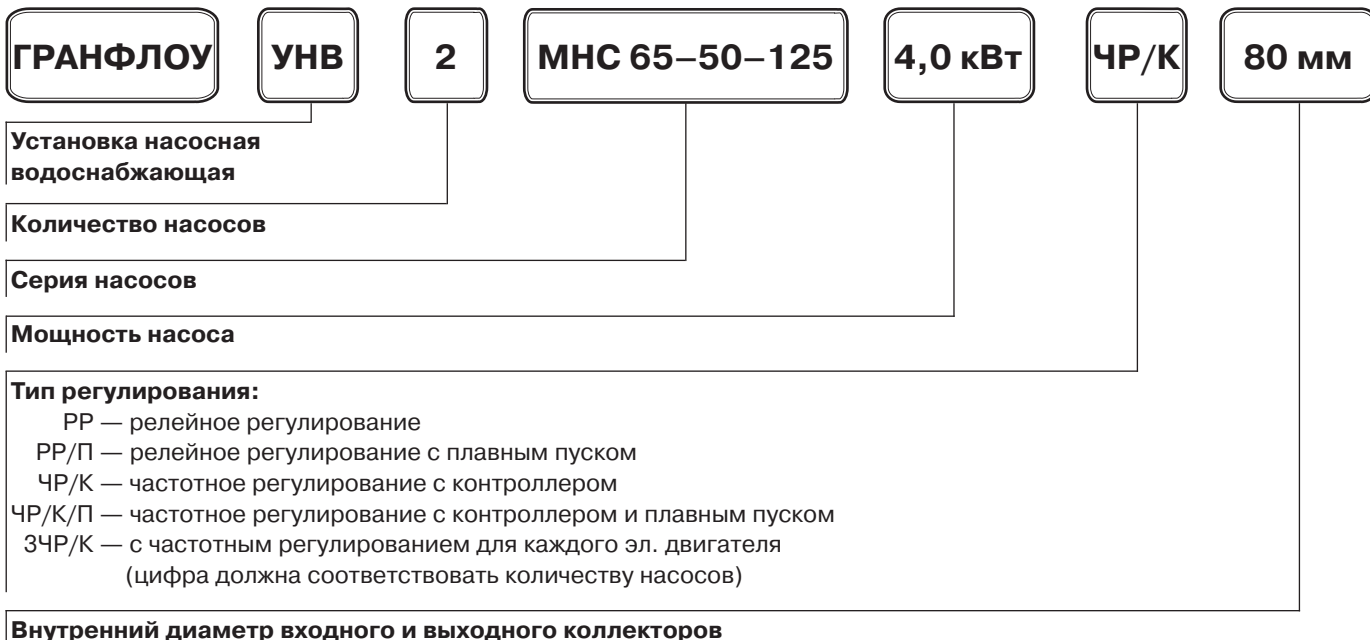 ГРАНФЛОУ УНВ 2 МНС 65–50–125 4,0 кВт ЧР/К 80 мм
Установка насосная
водоснабжающая
Количество насосов
Серия насосов
Мощность насоса
Тип регулирования:
РР — релейное регулирование
РР/П — релейное регулирование с плавным пуском
ЧР/К — частотное регулирование с контроллером
ЧР/К/П — частотное регулирование с контроллером и плавным пуском
3ЧР/К — с частотным регулированием для каждого эл. двигателя
(цифра должна соответствовать количеству насосов)
Внутренний диаметр входного и выходного коллекторов